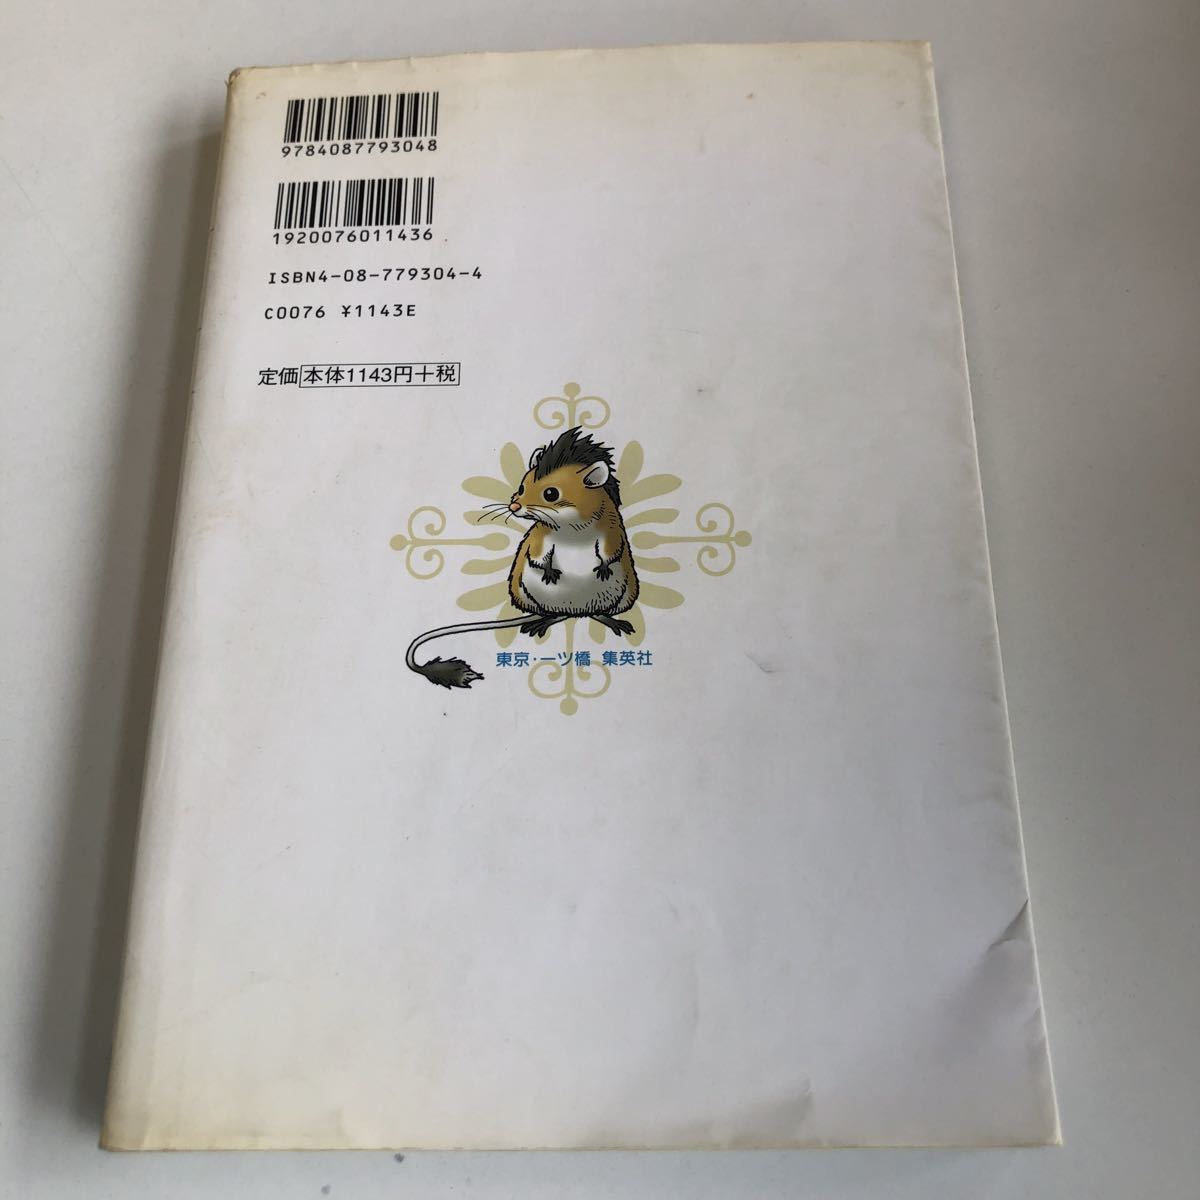 9784087793048
1920076011436
ISBN4-08-779304-4
C0076 ¥1143E
定価 本体1143円+税
東京・一ツ橋 集英社